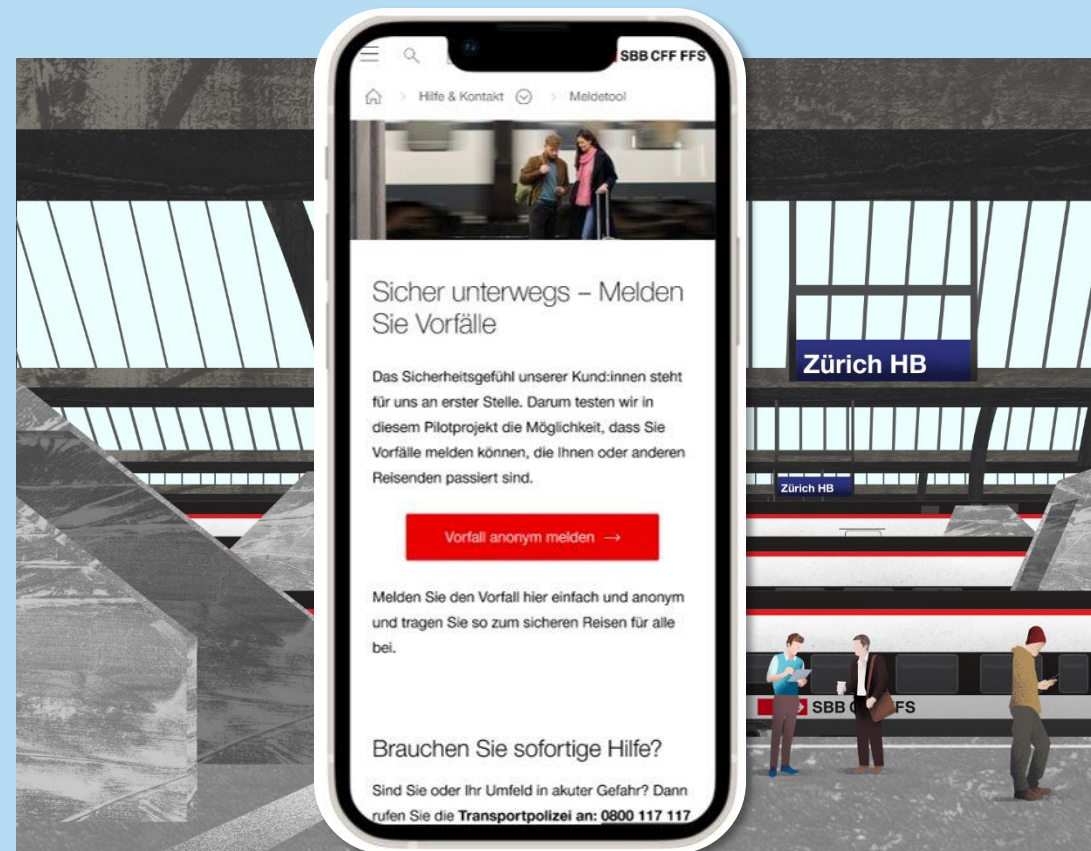 SBB CFF FFS
Hilfe & Kontakt > Meldetool
Sicher unterwegs – Melden
Sie Vorfälle
Das Sicherheitsgefühl unserer Kund:innen steht
für uns an erster Stelle. Darum testen wir in
diesem Pilotprojekt die Möglichkeit, dass Sie
Vorfälle melden können, die Ihnen oder anderen
Reisenden passiert sind.
Vorfall anonym melden →
Melden Sie den Vorfall hier einfach und anonym
und tragen Sie so zum sicheren Reisen für alle
bei.
Brauchen Sie sofortige Hilfe?
Sind Sie oder Ihr Umfeld in akuter Gefahr? Dann
rufen Sie die Transportpolizei an: 0800 117 117
Zürich HB
Zürich HB
SBB CFF FFS